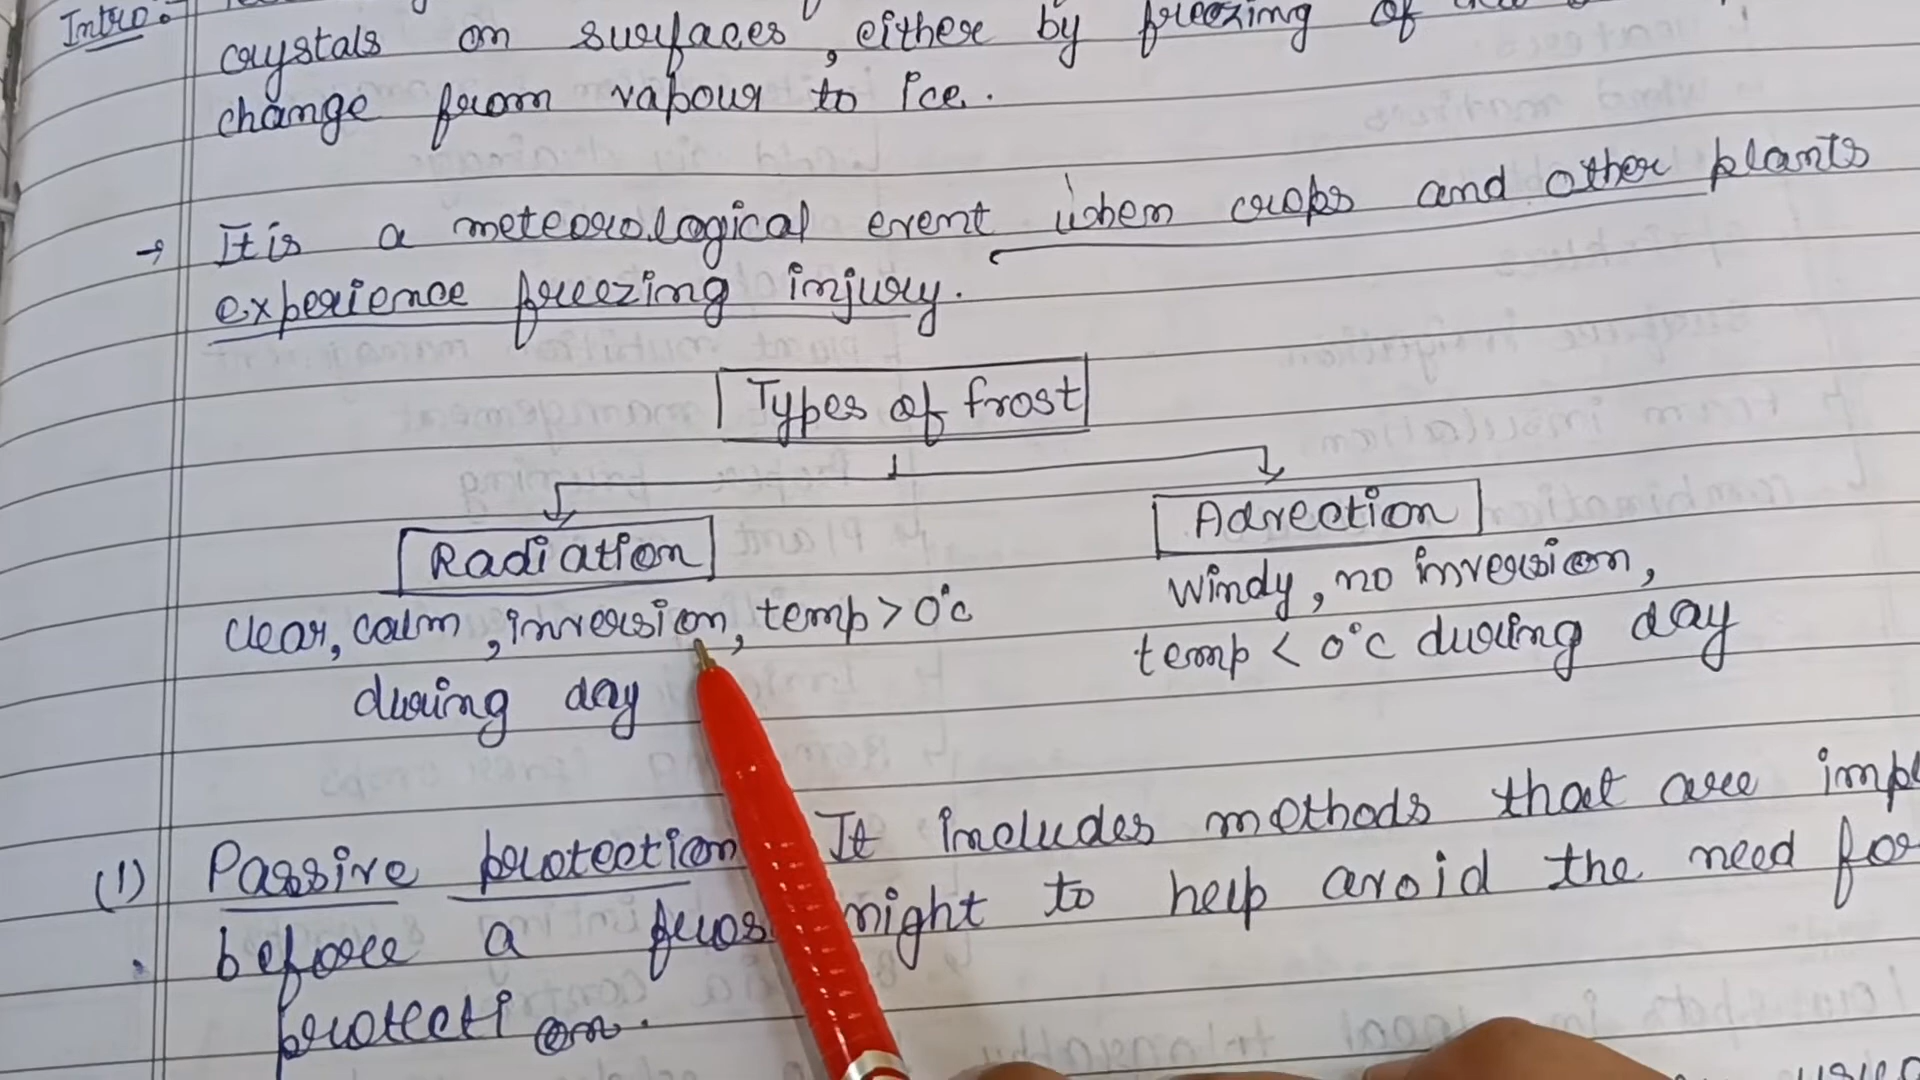 Intro:
crystals on surfaces, either by freezing of
change from vapour to ice.
→ It is a meteorological event when crops and other plants
experience freezing injury.
Types of frost
Radiation
Advection
clear, calm, inversion, temp > 0°c
during day
windy, no inversion,
temp < 0°c during day
(1) Passive protection It includes methods that are imp
before a fros night to help avoid the need for
protection.